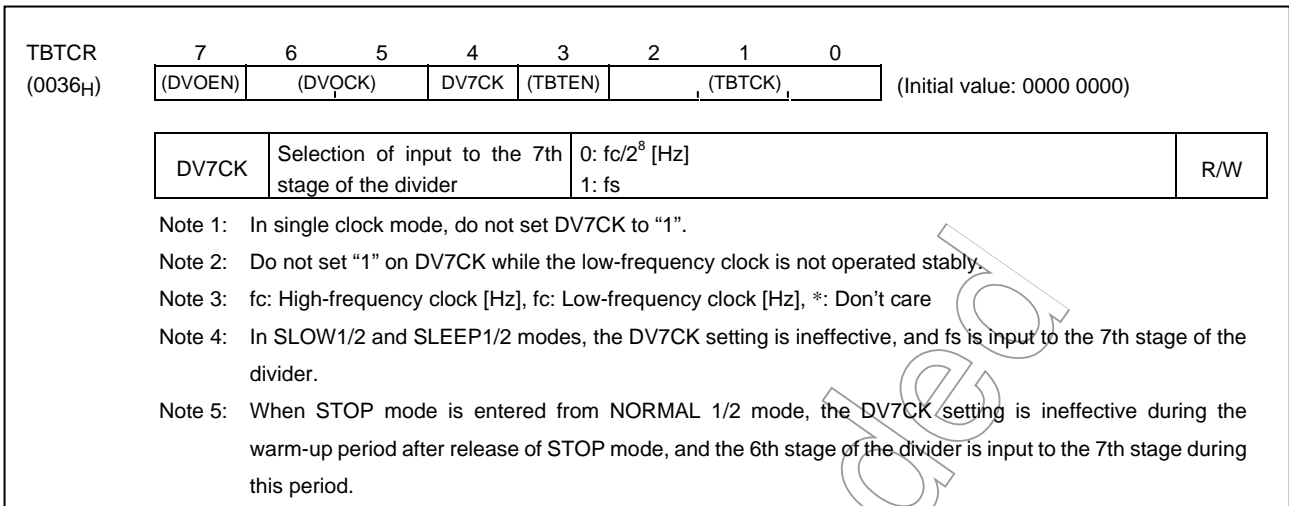 TBTCR 7 6 5 4 3 2 1 0
(0036H) (DVOEN) (DVOCK) DV7CK (TBTEN) (TBTCK) (Initial value: 0000 0000)
DV7CK Selection of input to the 7th stage of the divider 0: fc/2^8 [Hz] R/W
1: fs
Note 1: In single clock mode, do not set DV7CK to “1”.
Note 2: Do not set “1” on DV7CK while the low-frequency clock is not operated stably.
Note 3: fc: High-frequency clock [Hz], fc: Low-frequency clock [Hz], *: Don’t care
Note 4: In SLOW1/2 and SLEEP1/2 modes, the DV7CK setting is ineffective, and fs is input to the 7th stage of the
divider.
Note 5: When STOP mode is entered from NORMAL 1/2 mode, the DV7CK setting is ineffective during the
warm-up period after release of STOP mode, and the 6th stage of the divider is input to the 7th stage during
this period.
ded